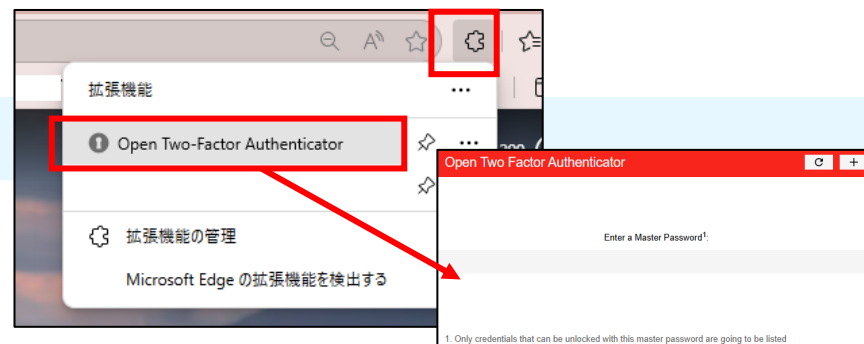 拡張機能
Open Two-Factor Authenticator
拡張機能の管理
Microsoft Edge の拡張機能を検出する
Open Two Factor Authenticator
Enter a Master Password¹:
1. Only credentials that can be unlocked with this master password are going to be listed